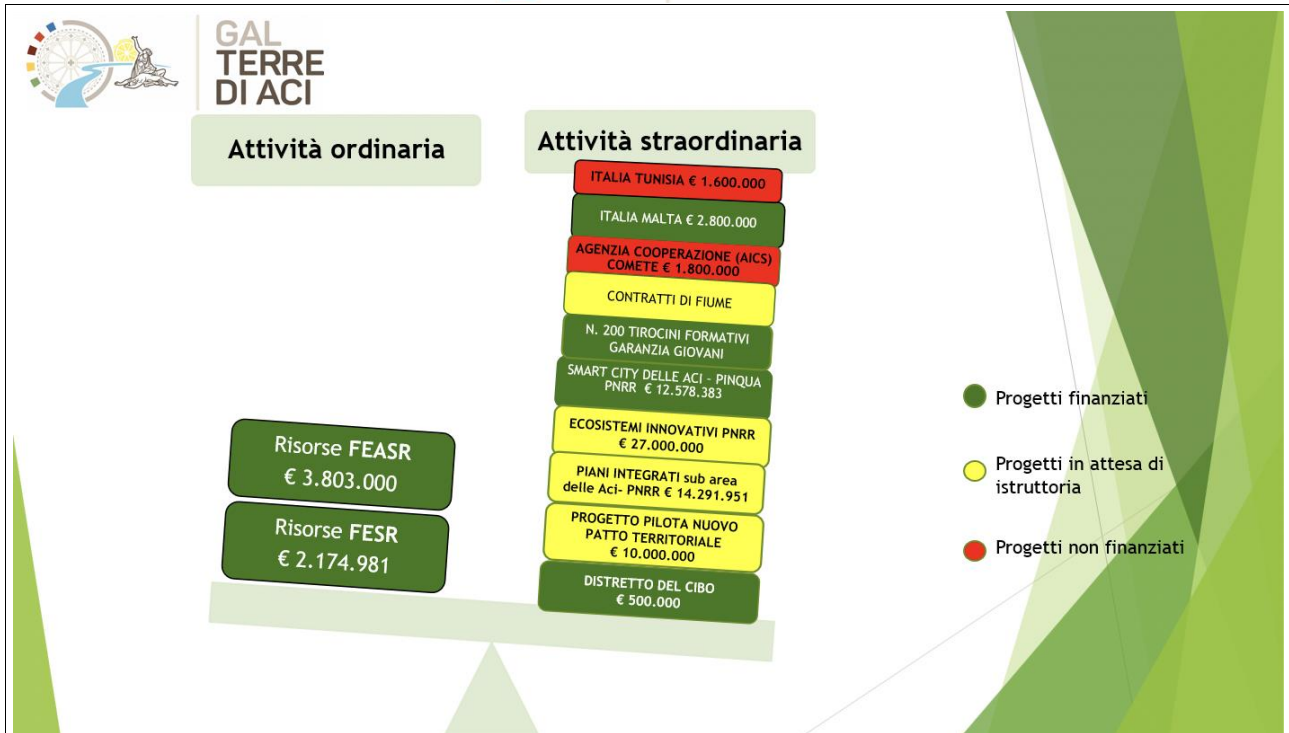 GAL
TERRE
DI ACI
Attività ordinaria
Attività straordinaria
ITALIA TUNISIA € 1.600.000
ITALIA MALTA € 2.800.000
AGENZIA COOPERAZIONE (AICS)
COMETE € 1.800.000
CONTRATTI DI FIUME
N. 200 TIROCINI FORMATIVI
GARANZIA GIOVANI
SMART CITY DELLE ACI - PINQUA
PNRR € 12.578.383
ECOSISTEMI INNOVATIVI PNRR
€ 27.000.000
PIANI INTEGRATI sub area
delle Aci- PNRR € 14.291.951
PROGETTO PILOTA NUOVO
PATTO TERRITORIALE
€ 10.000.000
DISTRETTO DEL CIBO
€ 500.000
Risorse FEASR
€ 3.803.000
Risorse FESR
€ 2.174.981
Progetti finanziati
Progetti in attesa di
istruttoria
Progetti non finanziati